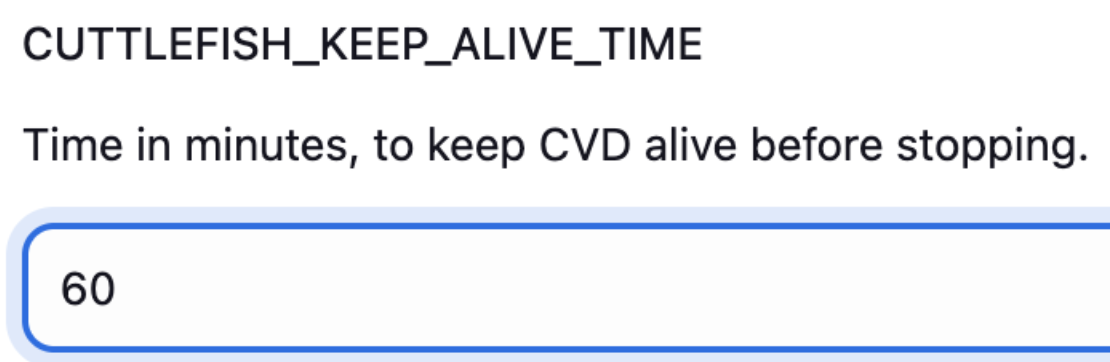 CUTTLEFISH_KEEP_ALIVE_TIME
Time in minutes, to keep CVD alive before stopping.
60